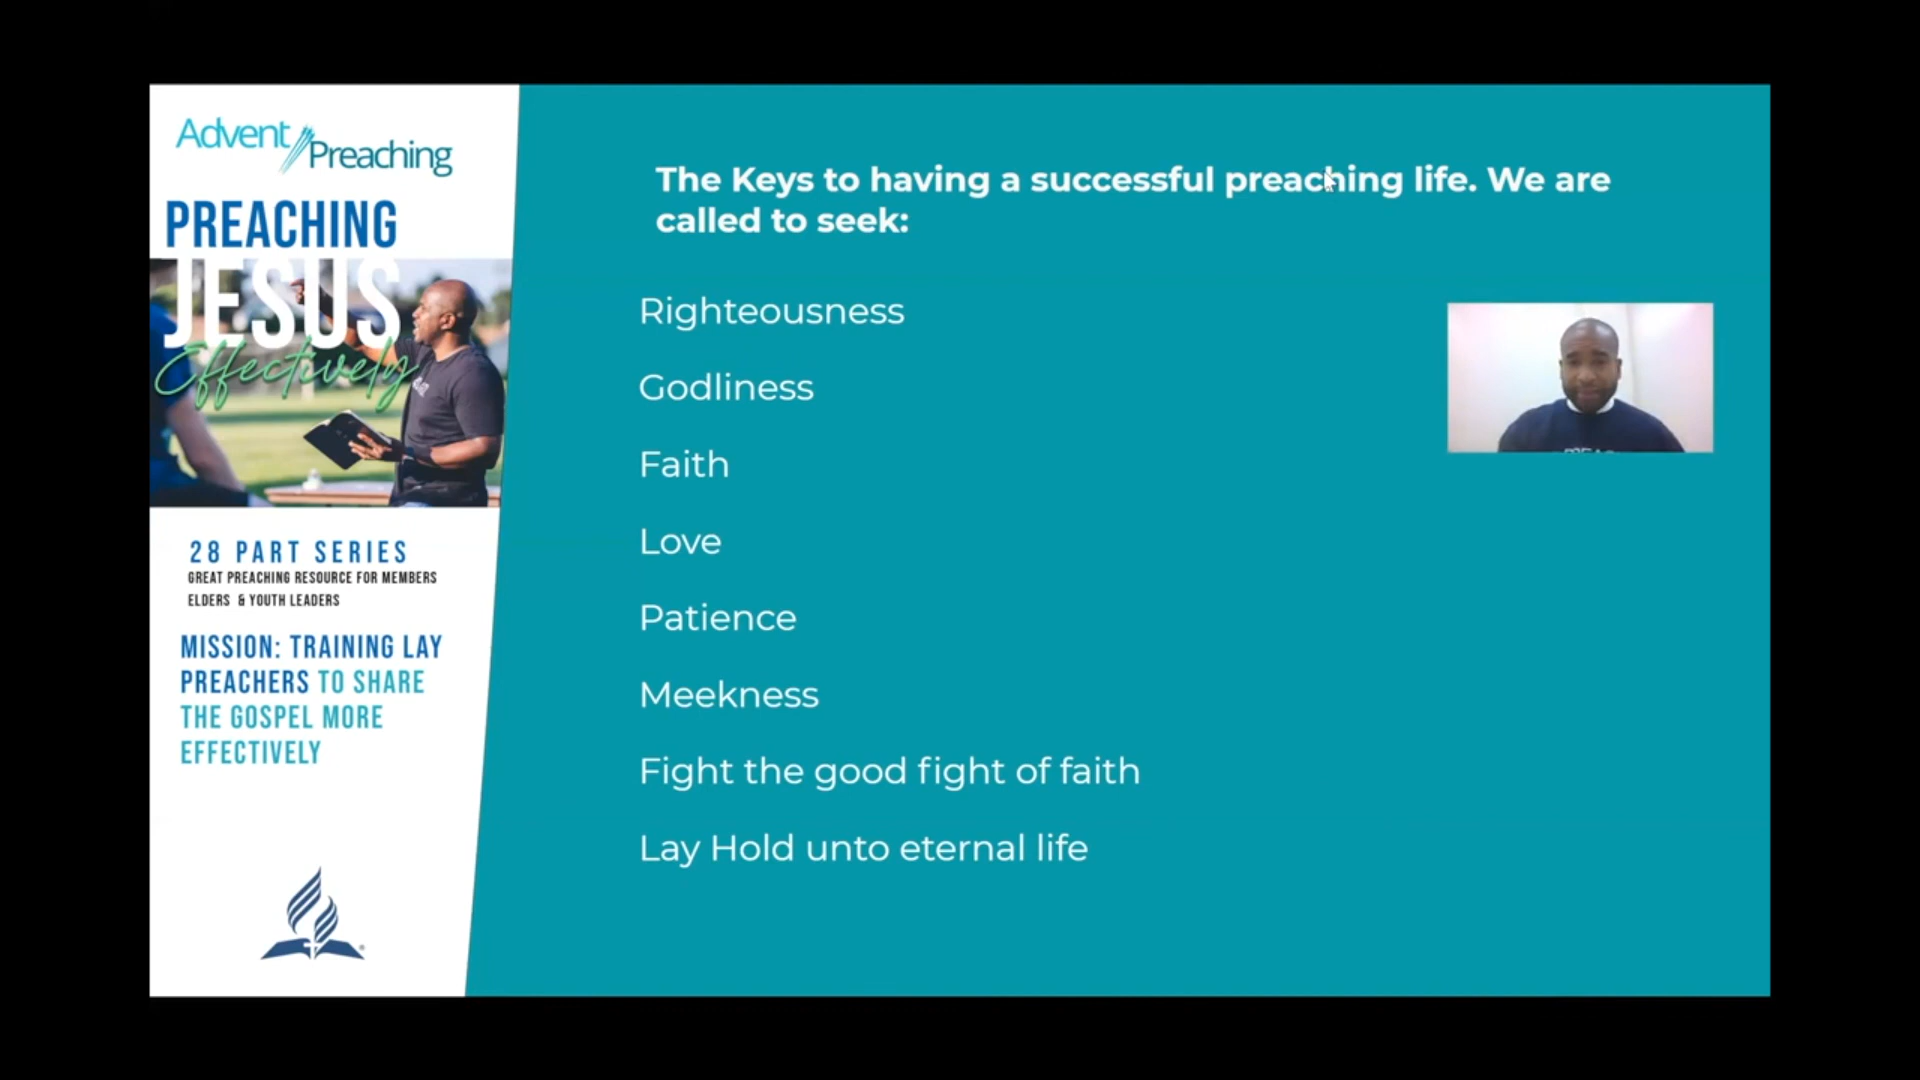 Advent Preaching
PREACHING
JESUS
Effectively
28 PART SERIES
GREAT PREACHING RESOURCE FOR MEMBERS
ELDERS & YOUTH LEADERS
MISSION: TRAINING LAY
PREACHERS TO SHARE
THE GOSPEL MORE
EFFECTIVELY
The Keys to having a successful preaching life. We are
called to seek:
Righteousness
Godliness
Faith
Love
Patience
Meekness
Fight the good fight of faith
Lay Hold unto eternal life